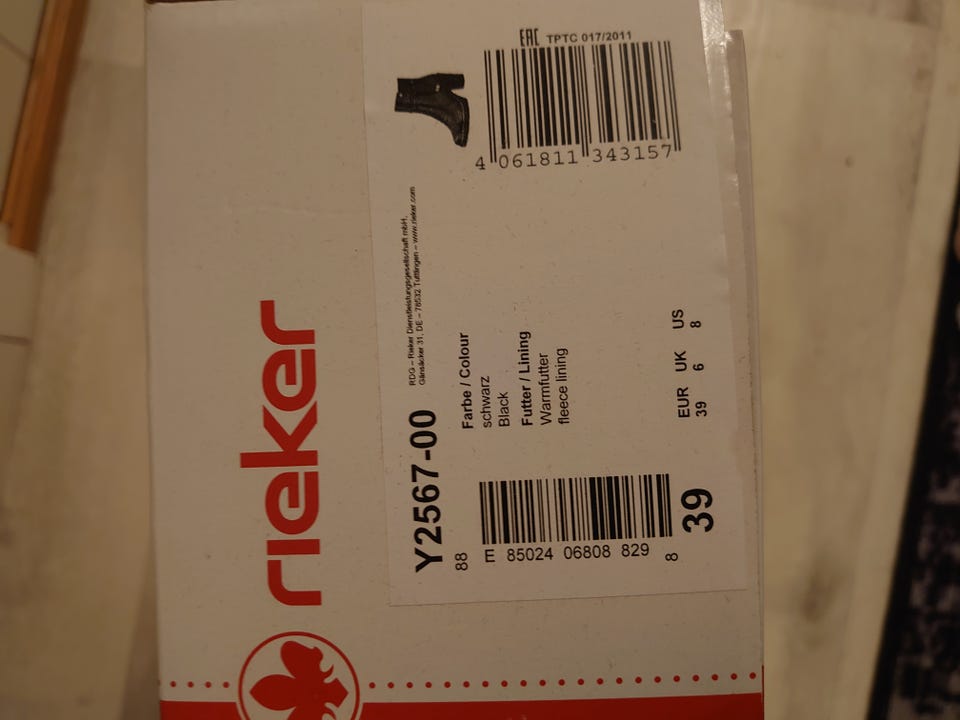 rieker
EAC TPTC 017/2011
4 061811 343157
RDG – Rieker Dienstleistungsgesellschaft mbH,
Gänsäcker 31, DE – 78532 Tuttlingen – www.rieker.com
Y2567-00
Farbe / Colour
schwarz
Black
Futter / Lining
Warmfutter
fleece lining
EUR UK US
39 6 8
88
E 85024 06808 829
8
39